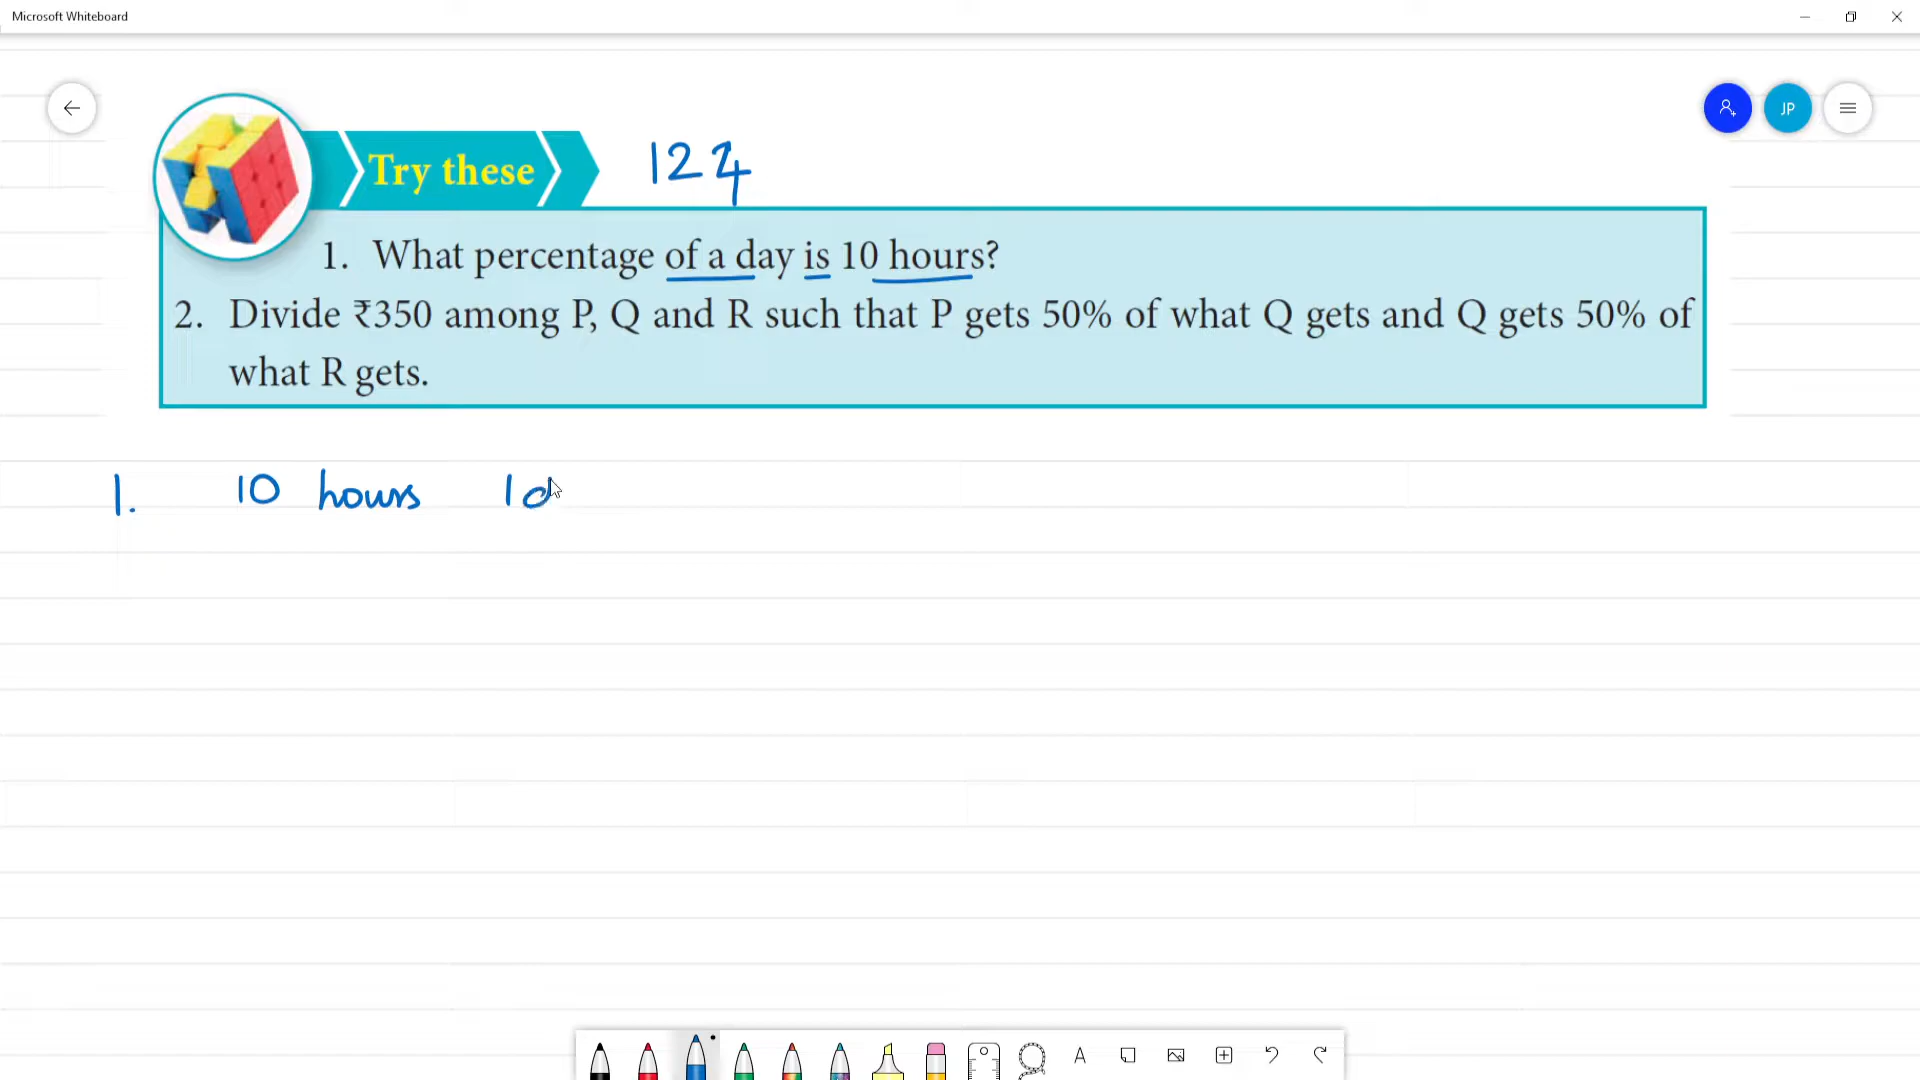 Microsoft Whiteboard
JP
Try these 124
1. What percentage of a day is 10 hours?
2. Divide ₹350 among P, Q and R such that P gets 50% of what Q gets and Q gets 50% of
what R gets.
1. 10 hours 1d
A